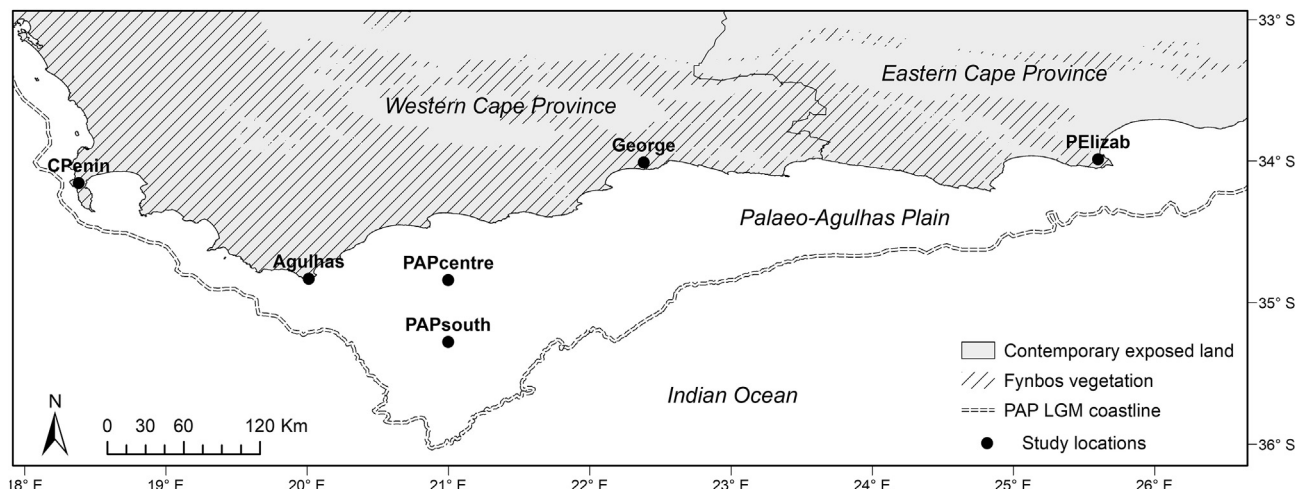 33° S
Eastern Cape Province
Western Cape Province
George
PElizab
34° S
CPenin
Palaeo-Agulhas Plain
Agulhas
PAPcentre
35° S
PAPsouth
Contemporary exposed land
Fynbos vegetation
Indian Ocean
PAP LGM coastline
N
0 30 60 120 Km
Study locations
36° S
18° E 19° E 20° E 21° E 22° E 23° E 24° E 25° E 26° E